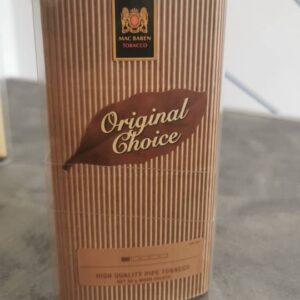 MAC BAREN
TOBACCO
Original
Choice
HIGH QUALITY PIPE TOBACCO